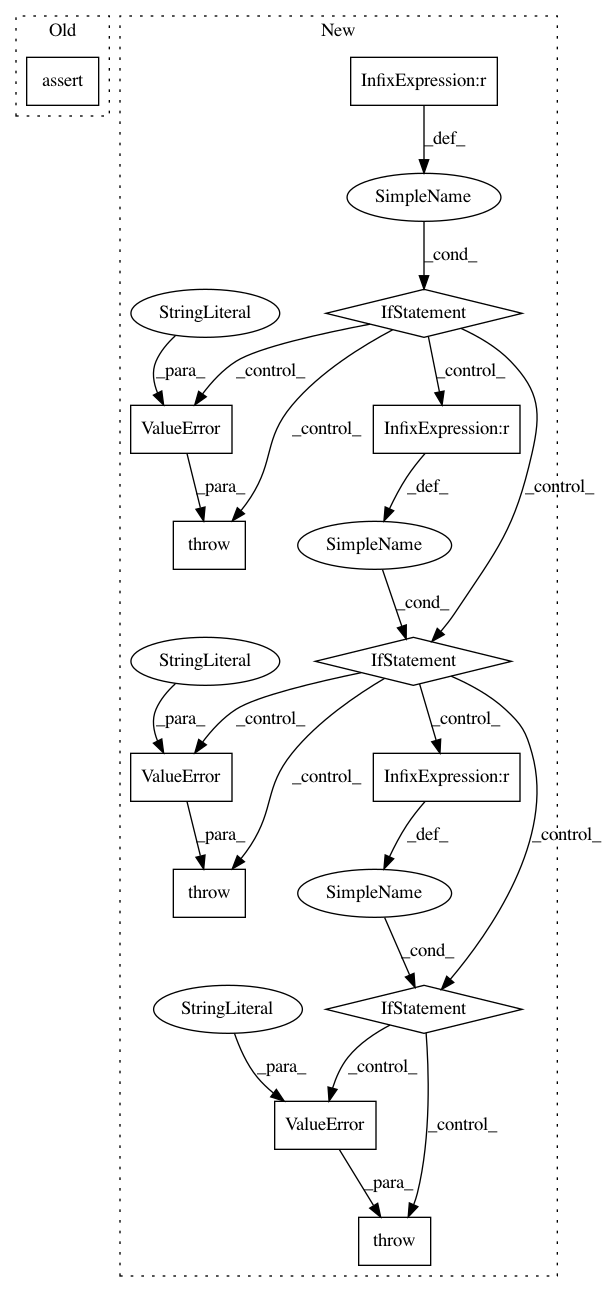 Old
New
assert
InfixExpression:r
_def_
SimpleName
_cond_
StringLiteral
IfStatement
_para_
_control_
_control_
ValueError
_control_
InfixExpression:r
_control_
_para_
_def_
throw
SimpleName
_cond_
StringLiteral
IfStatement
_para_
_control_
_control_
ValueError
_control_
InfixExpression:r
_control_
_para_
_def_
throw
SimpleName
_cond_
StringLiteral
IfStatement
_para_
_control_
ValueError
_control_
_para_
throw